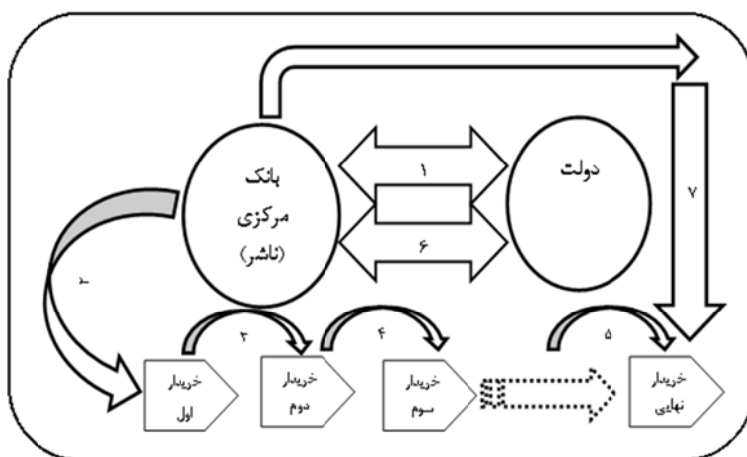 بانک
مرکزی
(ناشر)
دولت
۱
۶
۷
۲
۳
۴
۵
خریدار
اول
خریدار
دوم
خریدار
سوم
خریدار
نهایی